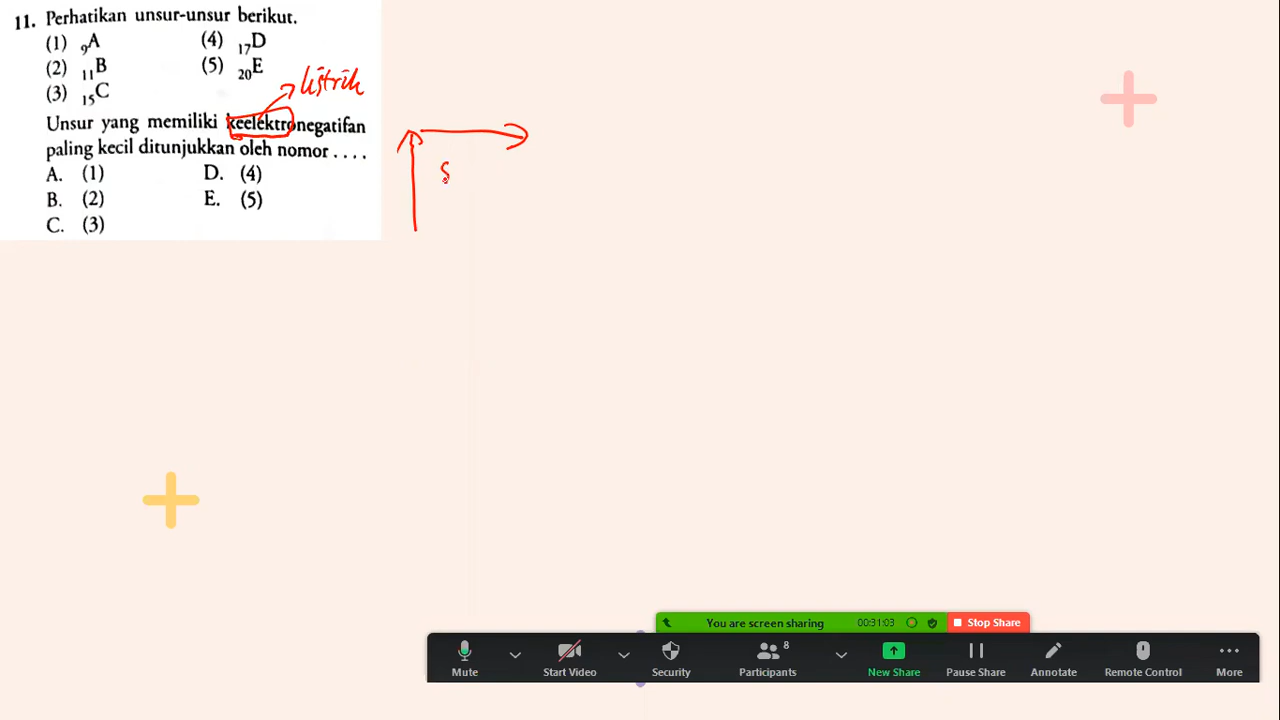 11. Perhatikan unsur-unsur berikut.
(1) ₉A (4) ₁₇D
(2) ₁₁B (5) ₂₀E
(3) ₁₅C
listrik
Unsur yang memiliki keelektronegatifan
paling kecil ditunjukkan oleh nomor . . . .
A. (1) D. (4)
B. (2) E. (5)
C. (3)
S
You are screen sharing 00:31:03 Stop Share
Mute Start Video Security Participants 8 New Share Pause Share Annotate Remote Control More